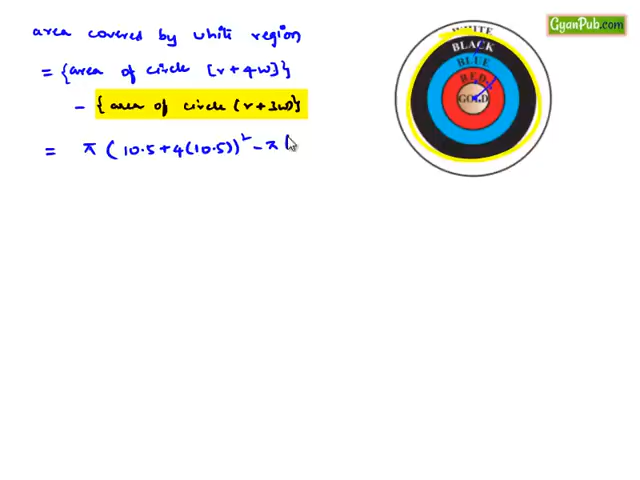 area covered by white region
= {area of circle [r+4w]}
- {area of circle (r+3w)}
= π (10.5+4(10.5))² - π (
WHITE
BLACK
BLUE
RED
GOLD
GyanPub.com